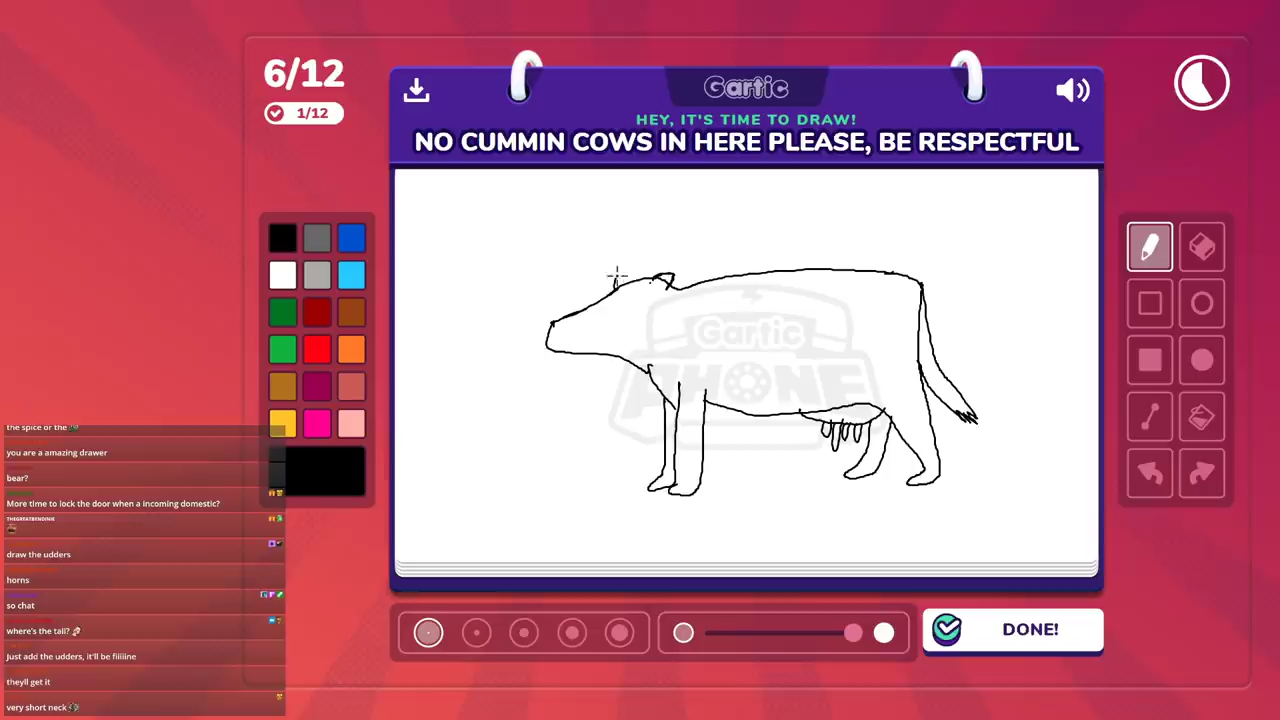 6/12
1/12
Gartic
HEY, IT'S TIME TO DRAW!
NO CUMMIN COWS IN HERE PLEASE, BE RESPECTFUL
Gartic
PHONE
the spice or the
you are a amazing drawer
bear?
More time to lock the door when a incoming domestic?
THEGREATBENDINIE
draw the udders
horns
so chat
where's the tail?
Just add the udders, it'll be fiiiiine
theyll get it
very short neck
DONE!